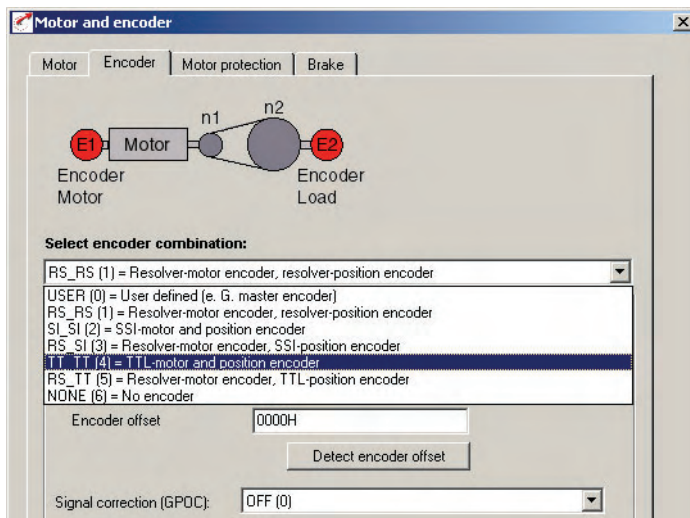 Motor and encoder
Motor Encoder Motor protection Brake
n1 n2
E1 Motor E2
Encoder Motor
Encoder Load
Select encoder combination:
RS_RS (1) = Resolver-motor encoder, resolver-position encoder
USER (0) = User defined (e. G. master encoder)
RS_RS (1) = Resolver-motor encoder, resolver-position encoder
SI_SI (2) = SSI-motor and position encoder
RS_SI (3) = Resolver-motor encoder, SSI-position encoder
TT_TT (4) = TTL-motor and position encoder
RS_TT (5) = Resolver-motor encoder, TTL-position encoder
NONE (6) = No encoder
Encoder offset 0000H
Detect encoder offset
Signal correction (GPOC): OFF (0)